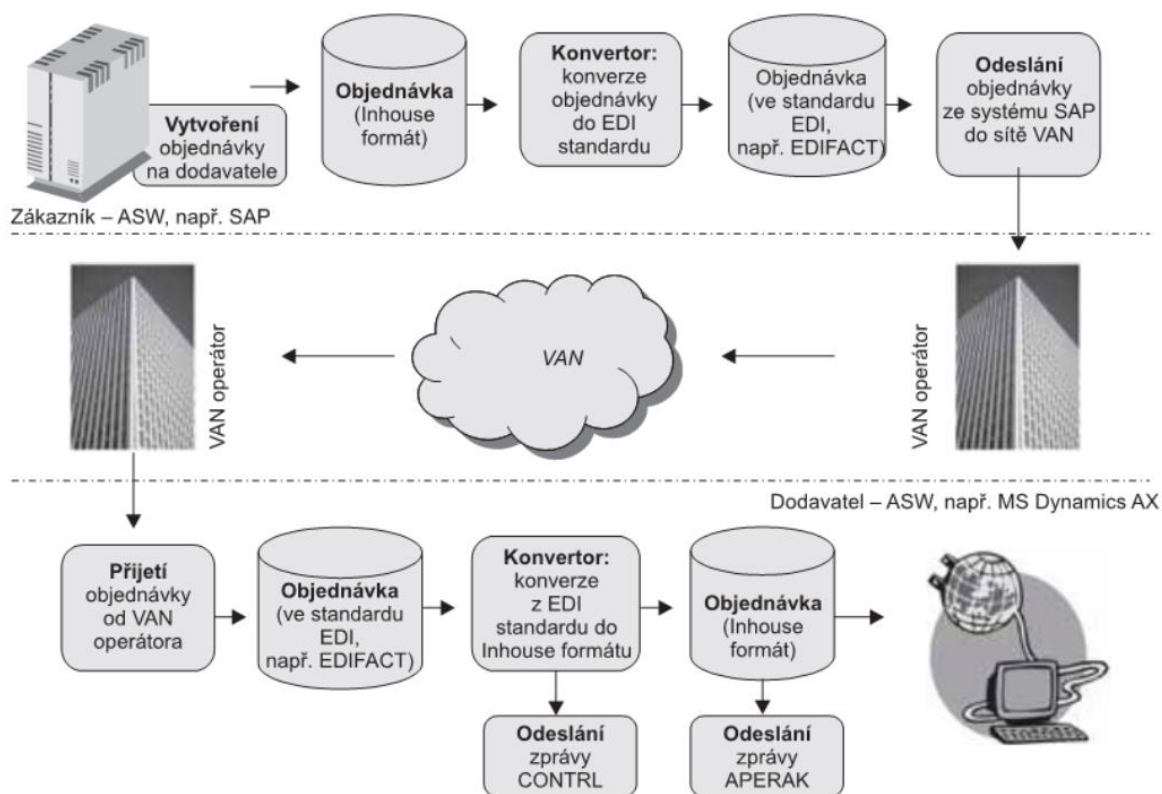 Vytvoření
objednávky
na dodavatele
Objednávka
(Inhouse
formát)
Konvertor:
konverze
objednávky
do EDI
standardu
Objednávka
(ve standardu
EDI,
např. EDIFACT)
Odeslání
objednávky
ze systému SAP
do sítě VAN
Zákazník – ASW, např. SAP
VAN operátor
VAN
VAN operátor
Dodavatel – ASW, např. MS Dynamics AX
Přijetí
objednávky
od VAN
operátora
Objednávka
(ve standardu
EDI,
např. EDIFACT)
Konvertor:
konverze
z EDI
standardu do
Inhouse formátu
Objednávka
(Inhouse
formát)
Odeslání
zprávy
CONTRL
Odeslání
zprávy
APERAK